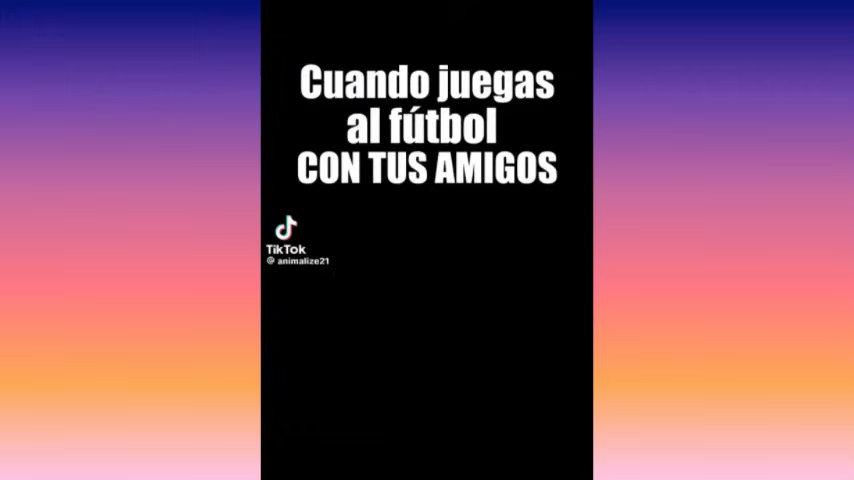 Cuando juegas
al fútbol
CON TUS AMIGOS
TikTok
@ animalize21